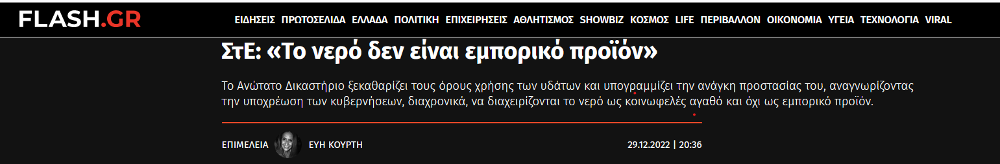 FLASH.GR
ΕΙΔΗΣΕΙΣ ΠΡΩΤΟΣΕΛΙΔΑ ΕΛΛΑΔΑ ΠΟΛΙΤΙΚΗ ΕΠΙΧΕΙΡΗΣΕΙΣ ΑΘΛΗΤΙΣΜΟΣ SHOWBIZ ΚΟΣΜΟΣ LIFE ΠΕΡΙΒΑΛΛΟΝ ΟΙΚΟΝΟΜΙΑ ΥΓΕΙΑ ΤΕΧΝΟΛΟΓΙΑ VIRAL
ΣτΕ: «Το νερό δεν είναι εμπορικό προϊόν»
Το Ανώτατο Δικαστήριο ξεκαθαρίζει τους όρους χρήσης των υδάτων και υπογραμμίζει την ανάγκη προστασίας του, αναγνωρίζοντας
την υποχρέωση των κυβερνήσεων, διαχρονικά, να διαχειρίζονται το νερό ως κοινωφελές αγαθό και όχι ως εμπορικό προϊόν.
ΕΠΙΜΕΛΕΙΑ ΕΥΗ ΚΟΥΡΤΗ 29.12.2022 | 20:36